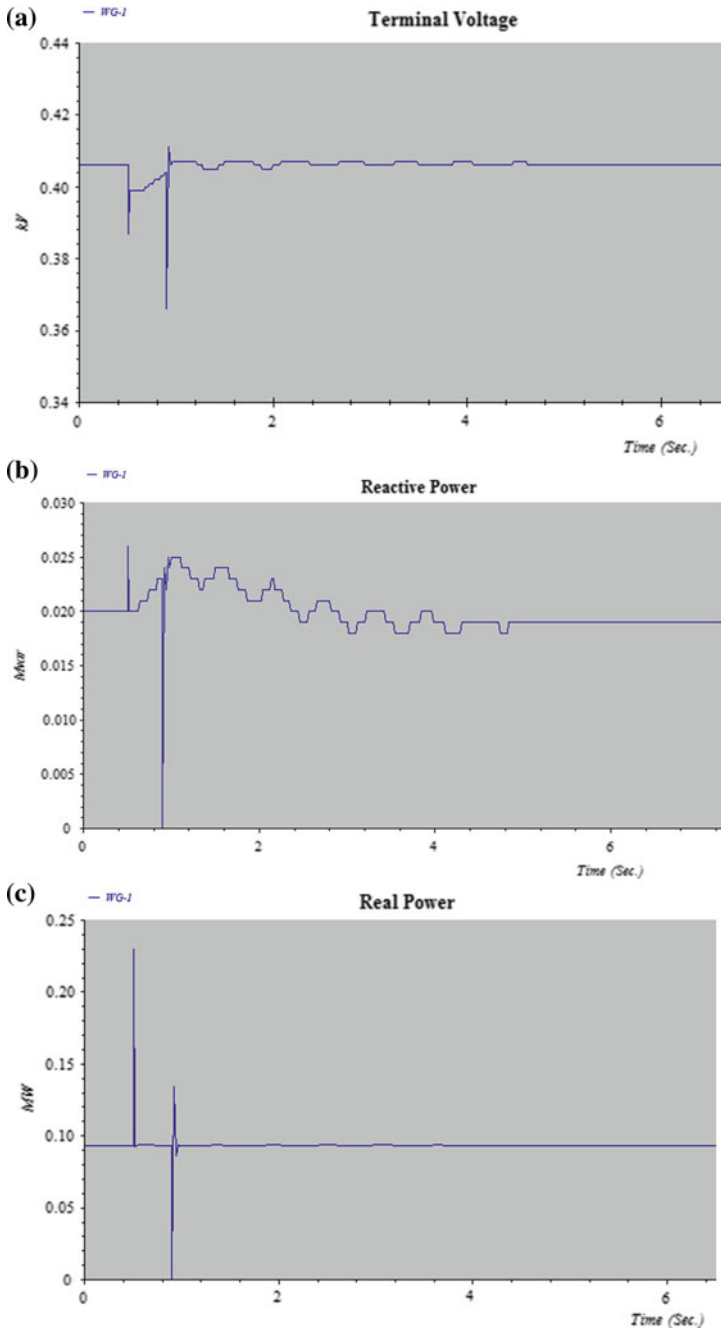 (a)
WG-1
Terminal Voltage
0.44
0.42
0.40
0.38
0.36
0.34
kV
0
2
4
6
Time (Sec.)
(b)
WG-1
Reactive Power
0.030
0.025
0.020
0.015
0.010
0.005
0
Mvar
0
2
4
6
Time (Sec.)
(c)
WG-1
Real Power
0.25
0.20
0.15
0.10
0.05
0
MW
0
2
4
6
Time (Sec.)